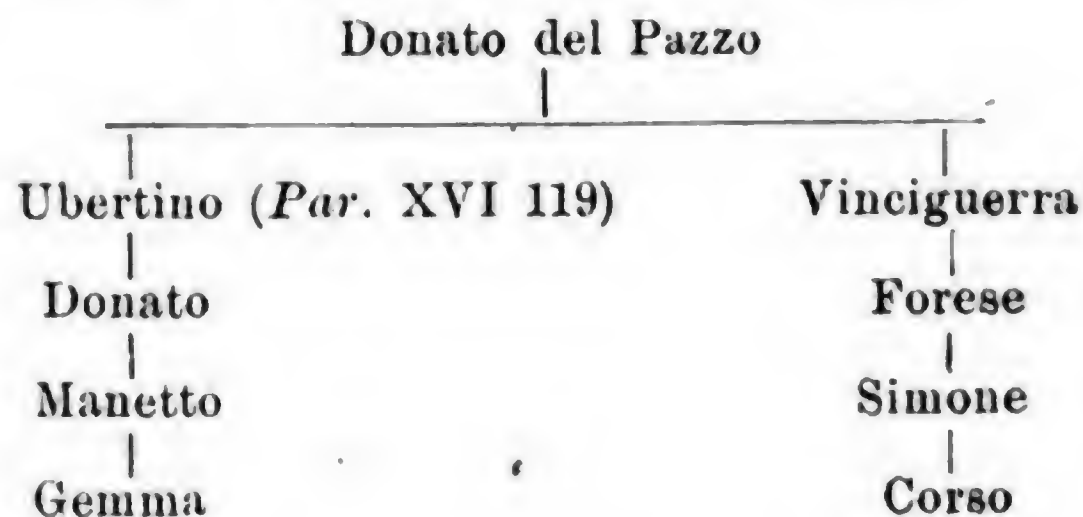 Donato del Pazzo
Ubertino (Par. XVI 119) Vinciguerra
Donato Forese
Manetto Simone
Gemma Corso